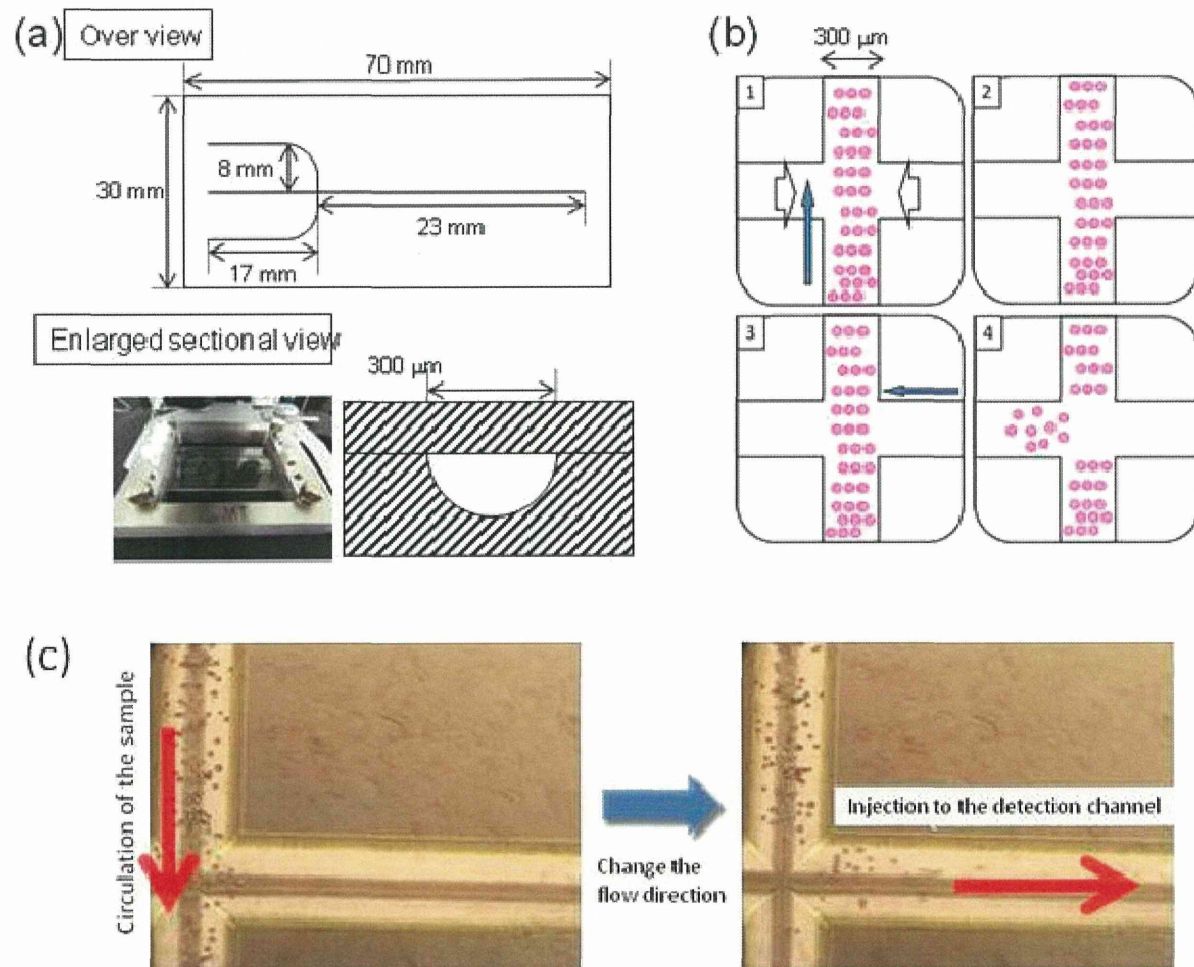 (a)
Over view
70 mm
30 mm
8 mm
23 mm
17 mm
Enlarged sectional view
300 μm
MT
(b)
300 μm
1
2
3
4
(c)
Circulation of the sample
Change the
flow direction
Injection to the detection channel